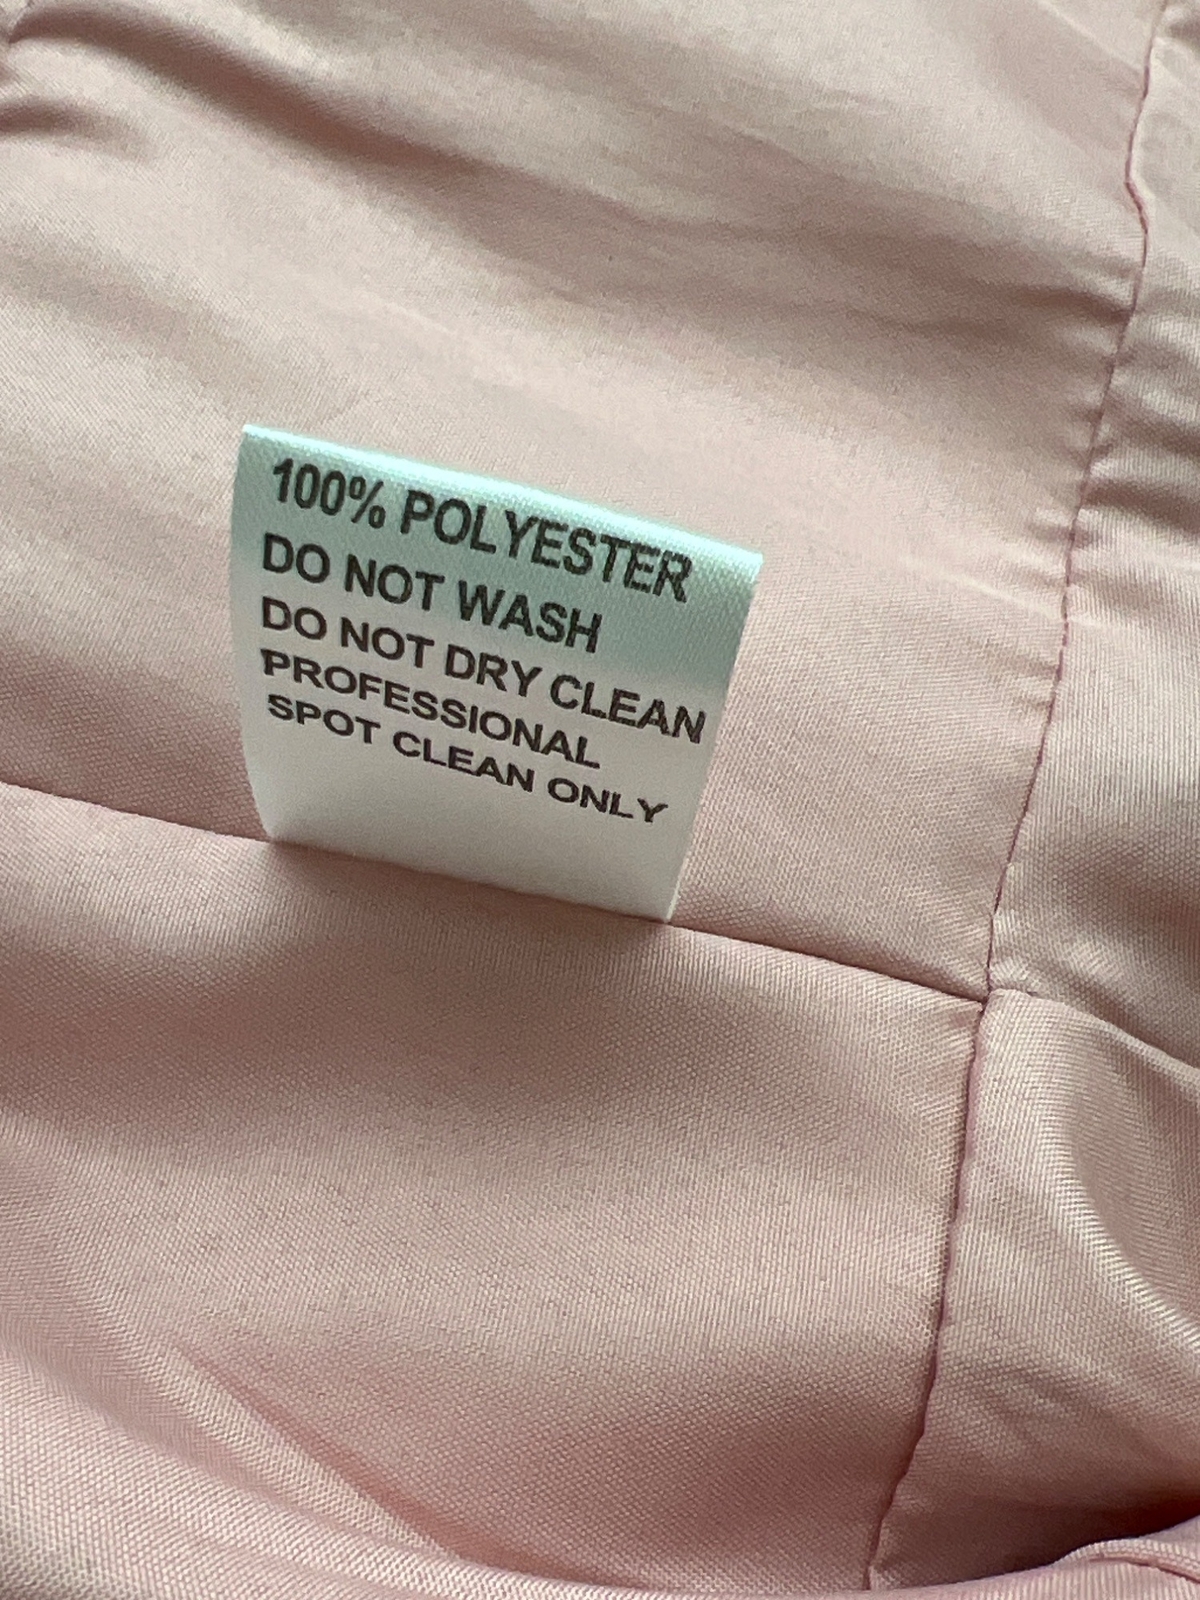 100% POLYESTER
DO NOT WASH
DO NOT DRY CLEAN
PROFESSIONAL
SPOT CLEAN ONLY